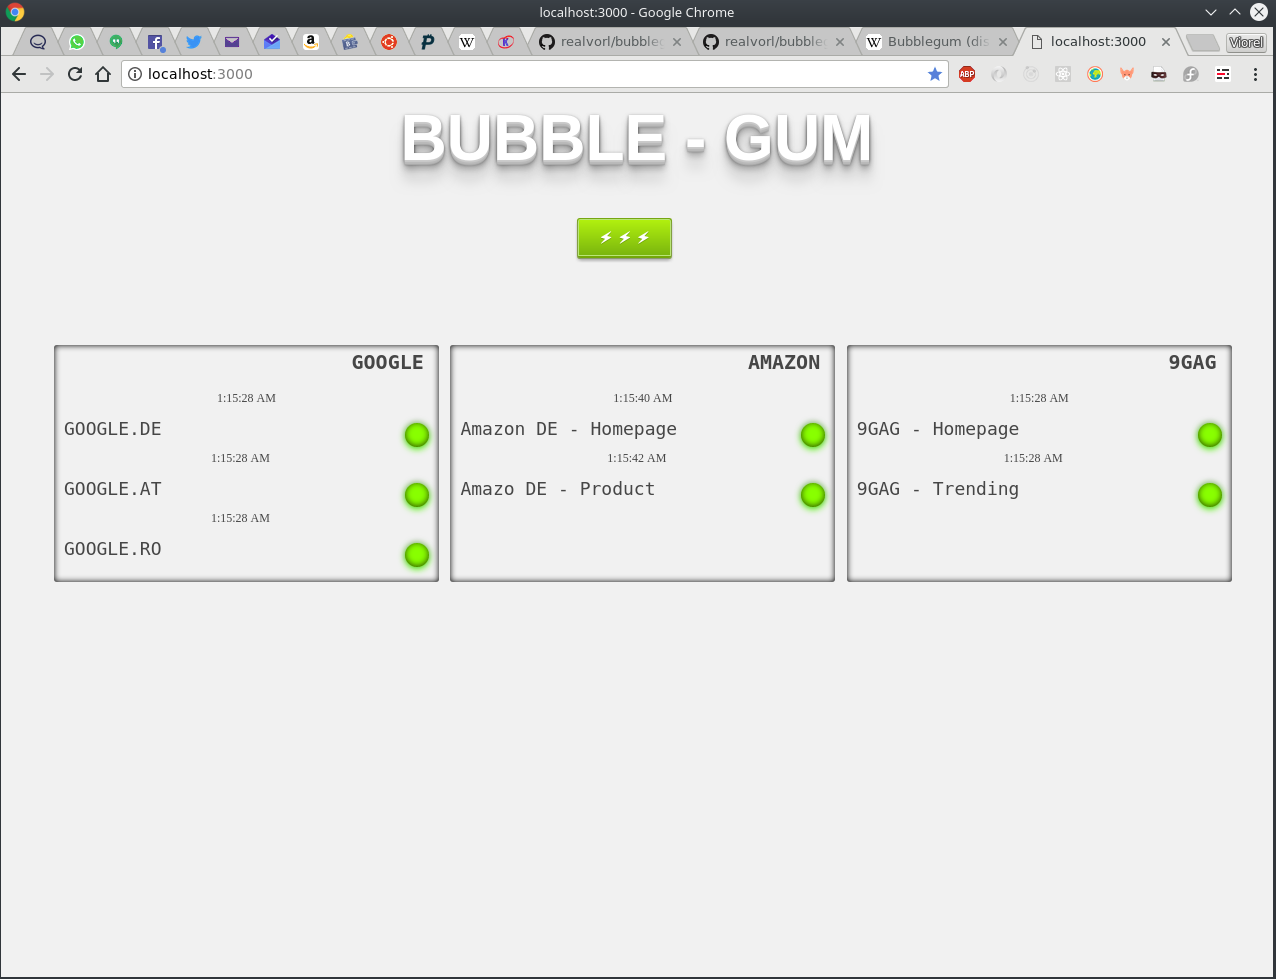 localhost:3000 - Google Chrome
realvorl/bubbleg
realvorl/bubbleg
Bubblegum (dis
localhost:3000
Viorel
localhost:3000
ABP
BUBBLE - GUM
⚡⚡⚡
GOOGLE
1:15:28 AM
GOOGLE.DE
1:15:28 AM
GOOGLE.AT
1:15:28 AM
GOOGLE.RO
AMAZON
1:15:40 AM
Amazon DE - Homepage
1:15:42 AM
Amazo DE - Product
9GAG
1:15:28 AM
9GAG - Homepage
1:15:28 AM
9GAG - Trending